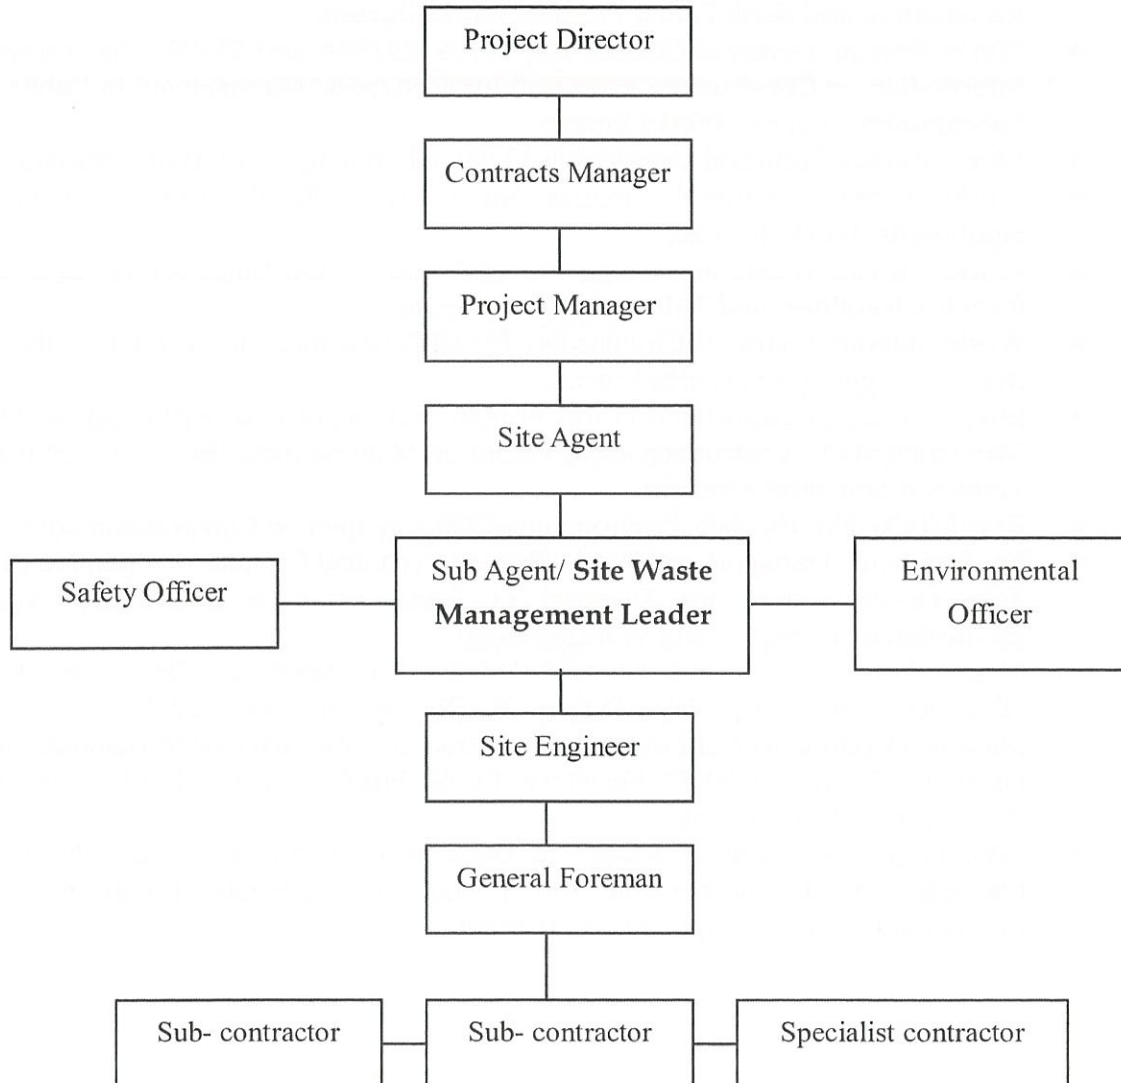 Project Director
Contracts Manager
Project Manager
Site Agent
Safety Officer
Sub Agent/ Site Waste
Management Leader
Environmental
Officer
Site Engineer
General Foreman
Sub- contractor
Sub- contractor
Specialist contractor